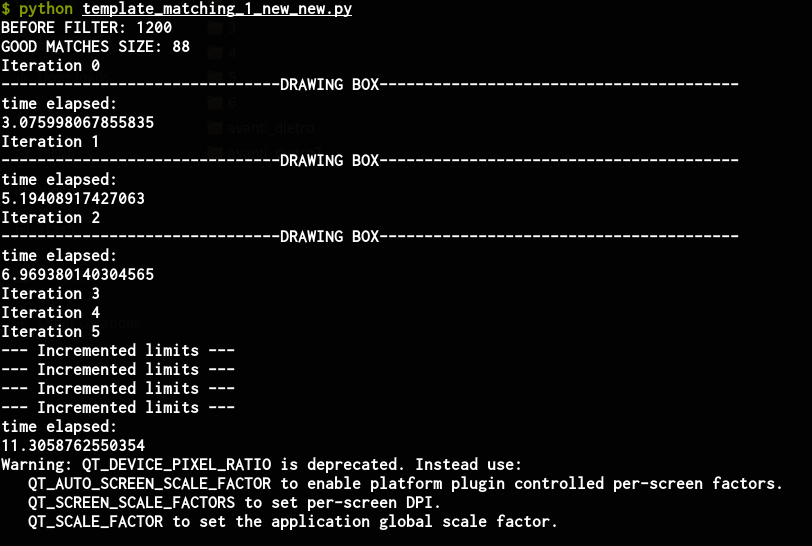 $ python template_matching_1_new_new.py
BEFORE FILTER: 1200
GOOD MATCHES SIZE: 88
Iteration 0
-------------------------------DRAWING BOX----------------------------------------
time elapsed:
3.075998067855835
Iteration 1
-------------------------------DRAWING BOX----------------------------------------
time elapsed:
5.19408917427063
Iteration 2
-------------------------------DRAWING BOX----------------------------------------
time elapsed:
6.969380140304565
Iteration 3
Iteration 4
Iteration 5
--- Incremented limits ---
--- Incremented limits ---
--- Incremented limits ---
--- Incremented limits ---
time elapsed:
11.3058762550354
Warning: QT_DEVICE_PIXEL_RATIO is deprecated. Instead use:
   QT_AUTO_SCREEN_SCALE_FACTOR to enable platform plugin controlled per-screen factors.
   QT_SCREEN_SCALE_FACTORS to set per-screen DPI.
   QT_SCALE_FACTOR to set the application global scale factor.